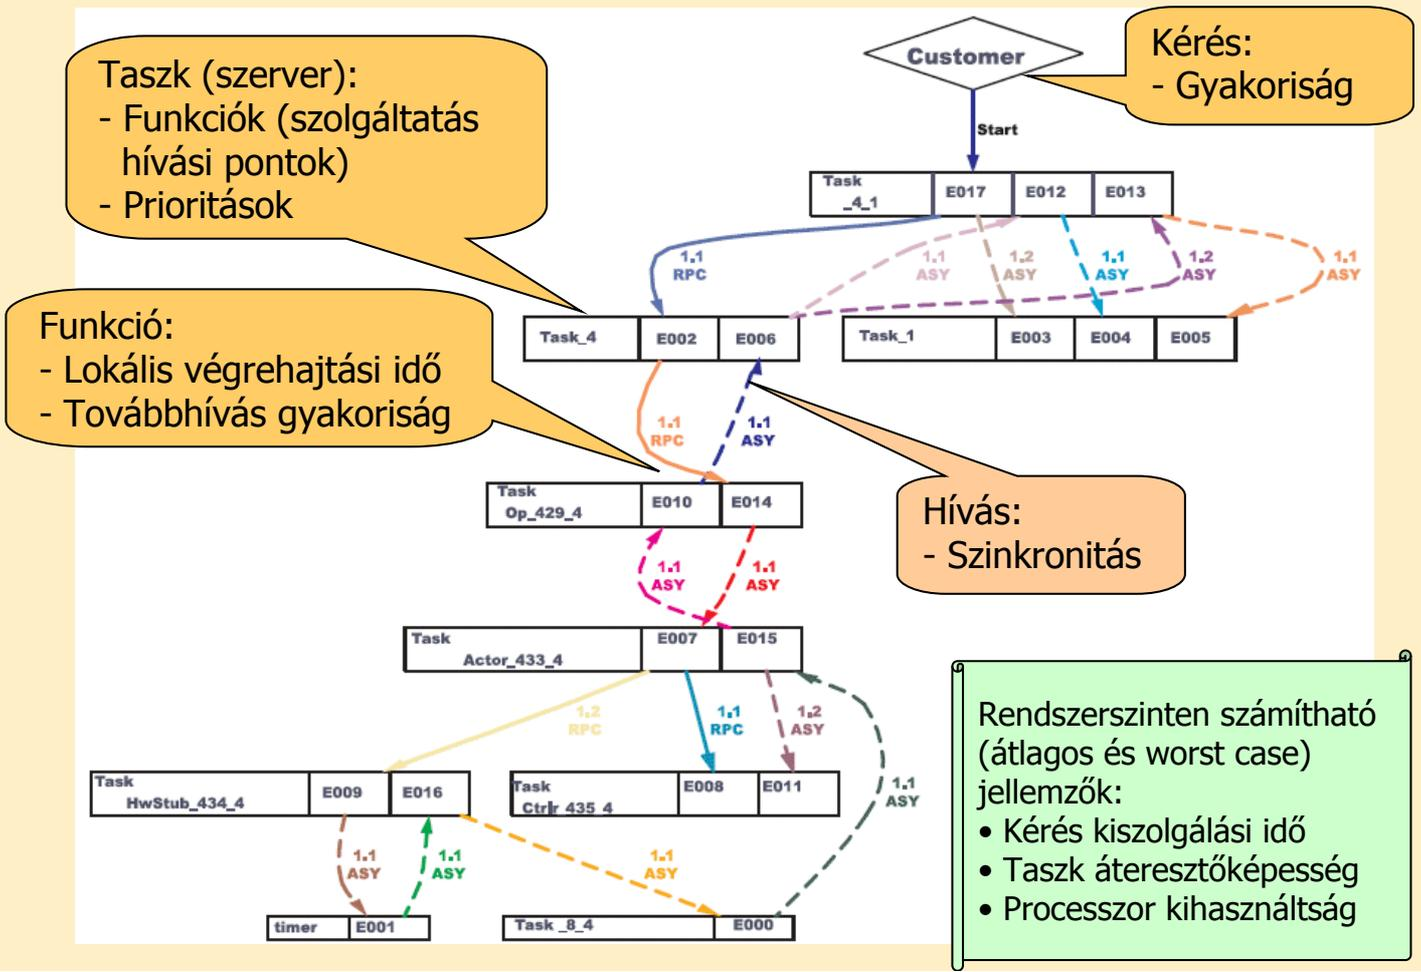 Customer
Kérés:
- Gyakoriság
Taszk (szerver):
- Funkciók (szolgáltatás
hívási pontok)
- Prioritások
Start
Task
_4_1
E017
E012
E013
1.1
RPC
1.1
ASY
1.2
ASY
1.1
ASY
1.2
ASY
1.1
ASY
Funkció:
- Lokális végrehajtási idő
- Továbbhívás gyakoriság
Task_4
E002
E006
Task_1
E003
E004
E005
1.1
RPC
1.1
ASY
Hívás:
- Szinkronitás
Task
Op_429_4
E010
E014
1.1
ASY
1.1
ASY
Task
Actor_433_4
E007
E015
1.2
RPC
1.1
RPC
1.2
ASY
1.1
ASY
Task
HwStub_434_4
E009
E016
Task
Ctrlr_435_4
E008
E011
1.1
ASY
1.1
ASY
1.1
ASY
timer
E001
Task _8_4
E000
Rendszerszinten számítható
(átlagos és worst case)
jellemzők:
• Kérés kiszolgálási idő
• Taszk áteresztőképesség
• Processzor kihasználtság